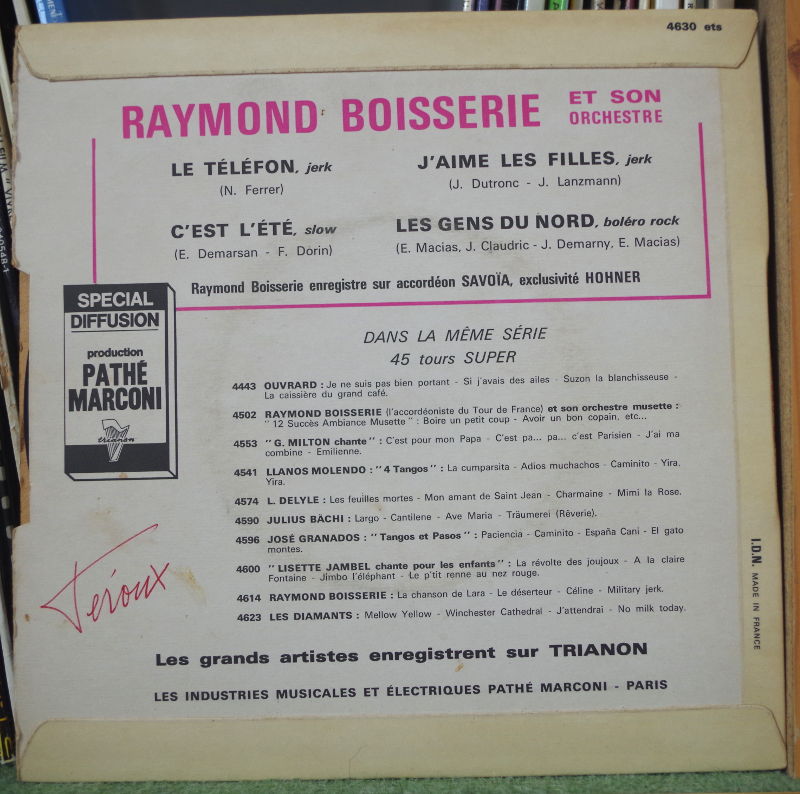 4630 ets
RAYMOND BOISSERIE ET SON
ORCHESTRE
LE TÉLÉFON, jerk
(N. Ferrer)
J'AIME LES FILLES, jerk
(J. Dutronc - J. Lanzmann)
C'EST L'ÉTÉ, slow
(E. Demarsan - F. Dorin)
LES GENS DU NORD, boléro rock
(E. Macias, J. Claudric - J. Demarny, E. Macias)
Raymond Boisserie enregistre sur accordéon SAVOÏA, exclusivité HOHNER
SPECIAL
DIFFUSION
production
PATHÉ
MARCONI
trianon
DANS LA MÊME SÉRIE
45 tours SUPER
4443 OUVRARD : Je ne suis pas bien portant - Si j'avais des ailes - Suzon la blanchisseuse -
La caissière du grand café.
4502 RAYMOND BOISSERIE (l'accordéoniste du Tour de France) et son orchestre musette :
" 12 Succès Ambiance Musette " : Boire un petit coup - Avoir un bon copain, etc...
4553 " G. MILTON chante " : C'est pour mon Papa - C'est pa... pa... c'est Parisien - J'ai ma
combine - Emilienne.
4541 LLANOS MOLENDO : " 4 Tangos " : La cumparsita - Adios muchachos - Caminito - Yira,
Yira.
4574 L. DELYLE : Les feuilles mortes - Mon amant de Saint Jean - Charmaine - Mimi la Rose.
4590 JULIUS BÄCHI : Largo - Cantilene - Ave Maria - Träumerei (Rêverie).
4596 JOSÉ GRANADOS : " Tangos et Pasos " : Paciencia - Caminito - España Cani - El gato
montes.
4600 " LISETTE JAMBEL chante pour les enfants " : La révolte des joujoux - A la claire
Fontaine - Jimbo l'éléphant - Le p'tit renne au nez rouge.
4614 RAYMOND BOISSERIE : La chanson de Lara - Le déserteur - Céline - Military jerk.
4623 LES DIAMANTS : Mellow Yellow - Winchester Cathedral - J'attendrai - No milk today.
Les grands artistes enregistrent sur TRIANON
LES INDUSTRIES MUSICALES ET ÉLECTRIQUES PATHÉ MARCONI - PARIS
I.D.N. MADE IN FRANCE